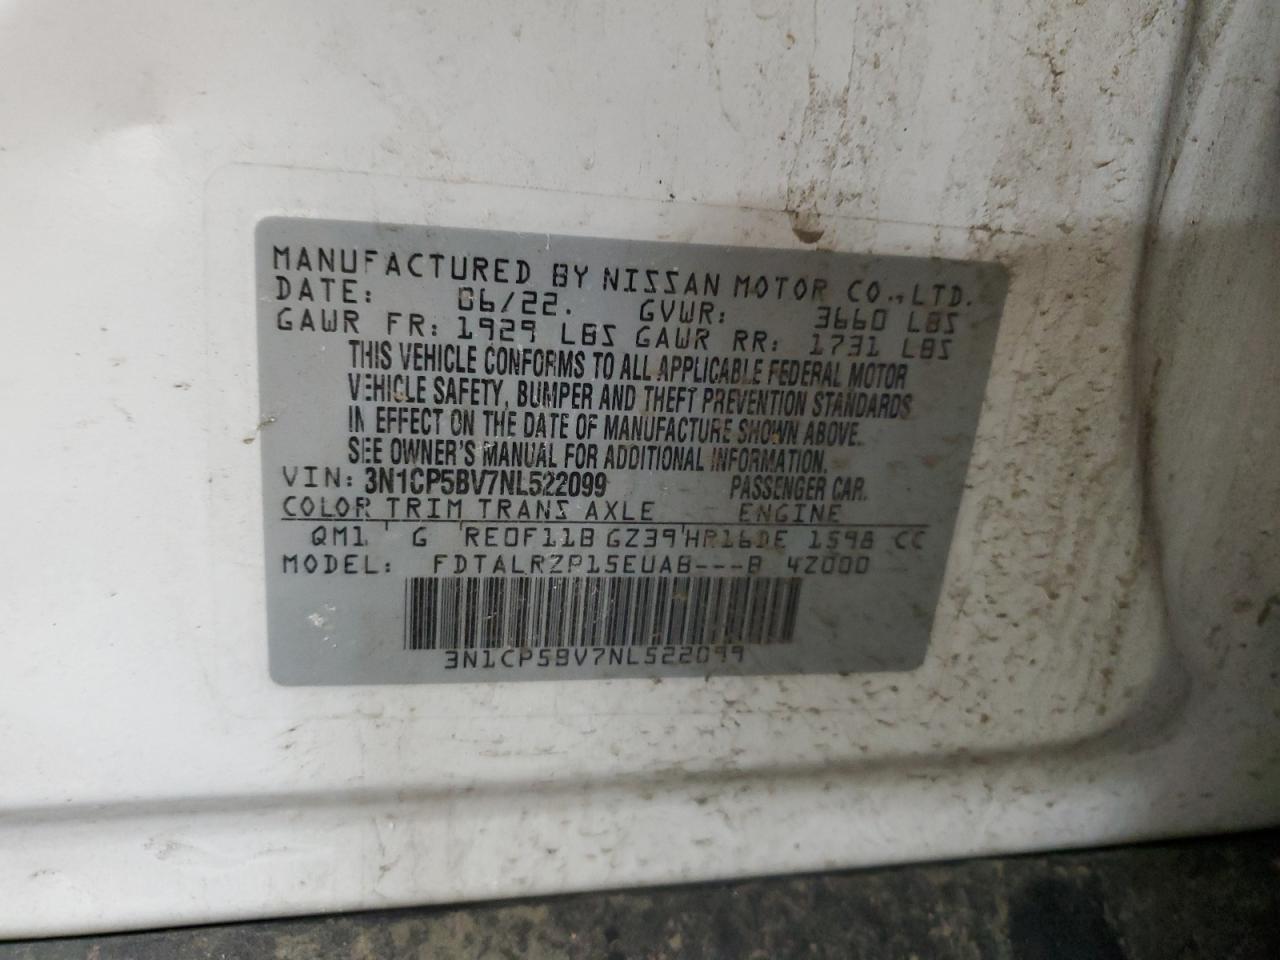 MANUFACTURED BY NISSAN MOTOR CO.,LTD.
DATE: 06/22. GVWR: 3660 LBS
GAWR FR: 1929 LBS GAWR RR: 1731 LBS
THIS VEHICLE CONFORMS TO ALL APPLICABLE FEDERAL MOTOR
VEHICLE SAFETY, BUMPER AND THEFT PREVENTION STANDARDS
IN EFFECT ON THE DATE OF MANUFACTURE SHOWN ABOVE.
SEE OWNER'S MANUAL FOR ADDITIONAL INFORMATION.
VIN: 3N1CP5BV7NL522099 PASSENGER CAR.
COLOR TRIM TRANS AXLE ENGINE
QM1 ' G 'RE0F11B GZ39'HR16DE 1598 CC
MODEL: FDTALRZP15EUAB---B 4Z000
3N1CP5BV7NL522099